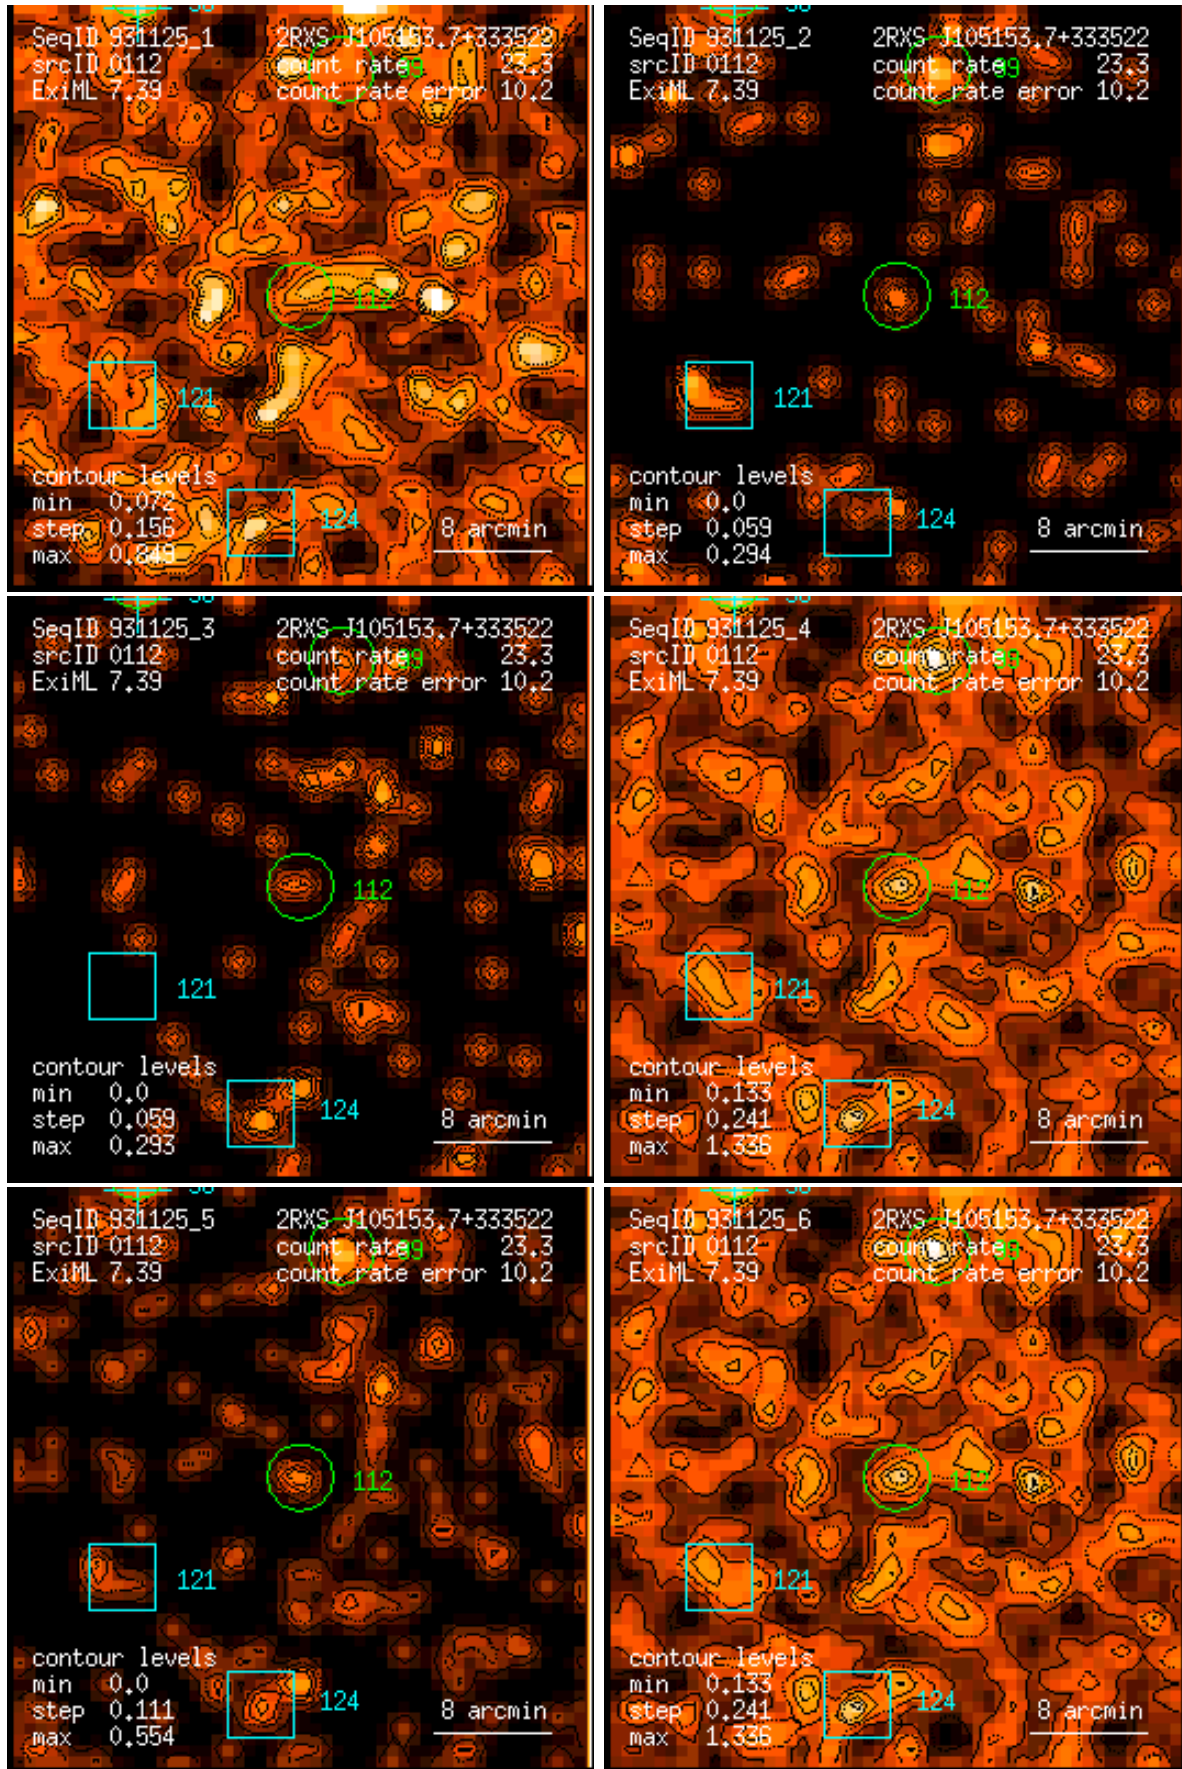 SeqID 931125_1 2RXS J105153.7+333522
srcID 0112 count rate 99 23.3
ExiML 7.39 count rate error 10.2
112
121
contour levels
min 0.072
step 0.156 124 8 arcmin
max 0.849
SeqID 931125_2 2RXS J105153.7+333522
srcID 0112 count rate 99 23.3
ExiML 7.39 count rate error 10.2
112
121
contour levels
min 0.0
step 0.059 124 8 arcmin
max 0.294
SeqID 931125_3 2RXS J105153.7+333522
srcID 0112 count rate 99 23.3
ExiML 7.39 count rate error 10.2
112
121
contour levels
min 0.0
step 0.059 124 8 arcmin
max 0.293
SeqID 931125_4 2RXS J105153.7+333522
srcID 0112 count rate 99 23.3
ExiML 7.39 count rate error 10.2
112
121
contour levels
min 0.133
step 0.241 124 8 arcmin
max 1.336
SeqID 931125_5 2RXS J105153.7+333522
srcID 0112 count rate 99 23.3
ExiML 7.39 count rate error 10.2
112
121
contour levels
min 0.0
step 0.111 124 8 arcmin
max 0.554
SeqID 931125_6 2RXS J105153.7+333522
srcID 0112 count rate 99 23.3
ExiML 7.39 count rate error 10.2
112
121
contour levels
min 0.133
step 0.241 124 8 arcmin
max 1.336